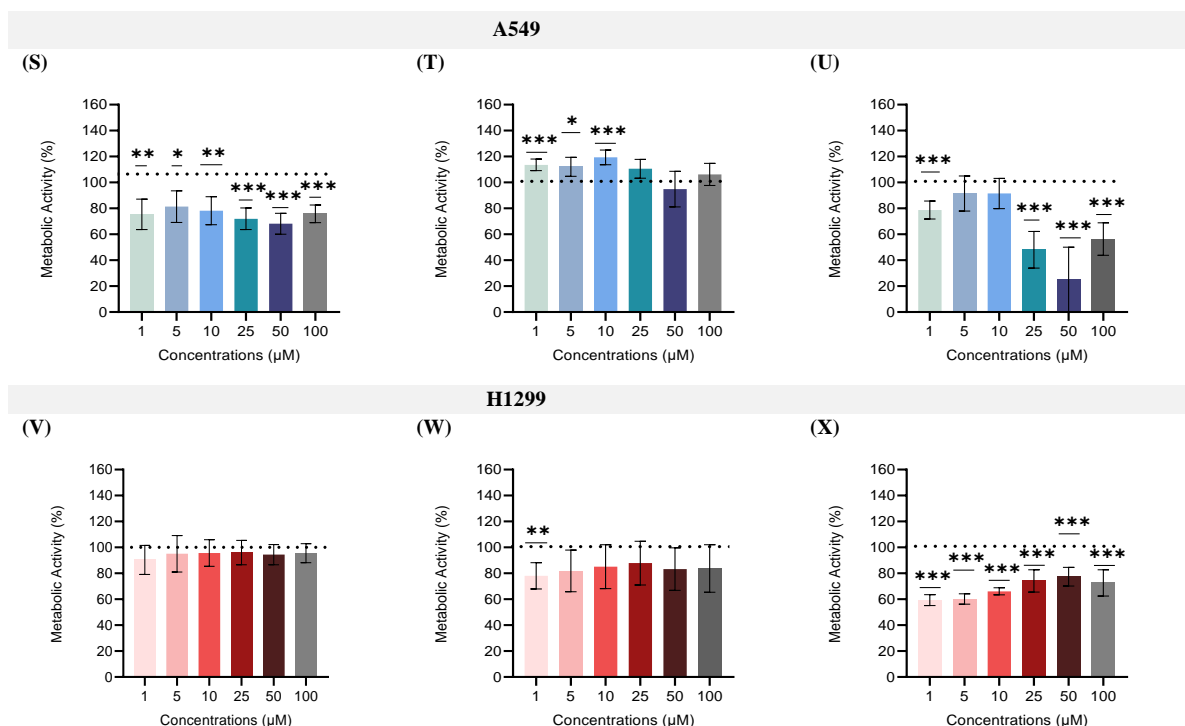 A549
(S) (T) (U)
160 160 160
140 140 140
120 120 120
100 100 100
80 80 80
60 60 60
40 40 40
20 20 20
0 0 0
Metabolic Activity (%) Metabolic Activity (%) Metabolic Activity (%)
** * ** *** *** ***
*** * ***
*** *** *** ***
1 5 10 25 50 100 1 5 10 25 50 100 1 5 10 25 50 100
Concentrations (µM) Concentrations (µM) Concentrations (µM)
H1299
(V) (W) (X)
160 160 160
140 140 140
120 120 120
100 100 100
80 80 80
60 60 60
40 40 40
20 20 20
0 0 0
Metabolic Activity (%) Metabolic Activity (%) Metabolic Activity (%)
**
*** *** *** *** *** ***
1 5 10 25 50 100 1 5 10 25 50 100 1 5 10 25 50 100
Concentrations (µM) Concentrations (µM) Concentrations (µM)